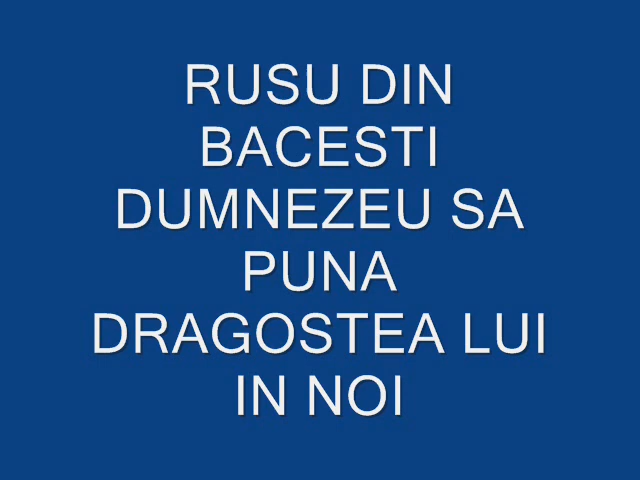 RUSU DIN
BACESTI
DUMNEZEU SA
PUNA
DRAGOSTEA LUI
IN NOI